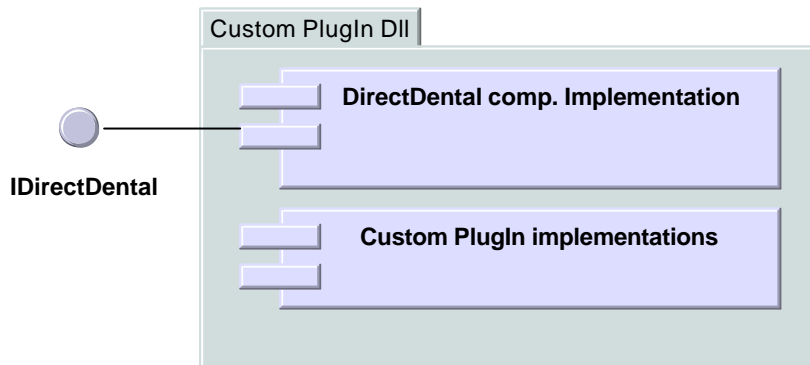 Custom PlugIn Dll
DirectDental comp. Implementation
IDirectDental
Custom PlugIn implementations